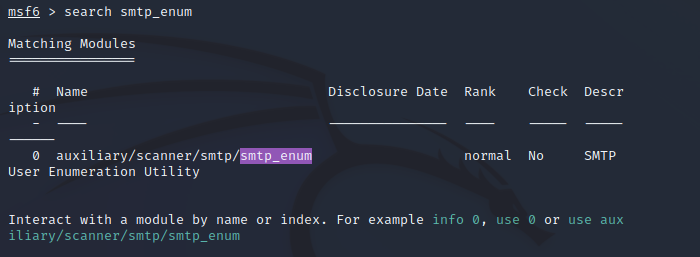 msf6 > search smtp_enum
Matching Modules
================
   #  Name                              Disclosure Date  Rank    Check  Descr
iption
   -  ----                              ---------------  ----    -----  -----
------
   0  auxiliary/scanner/smtp/smtp_enum                   normal  No     SMTP
User Enumeration Utility
Interact with a module by name or index. For example info 0, use 0 or use aux
iliary/scanner/smtp/smtp_enum